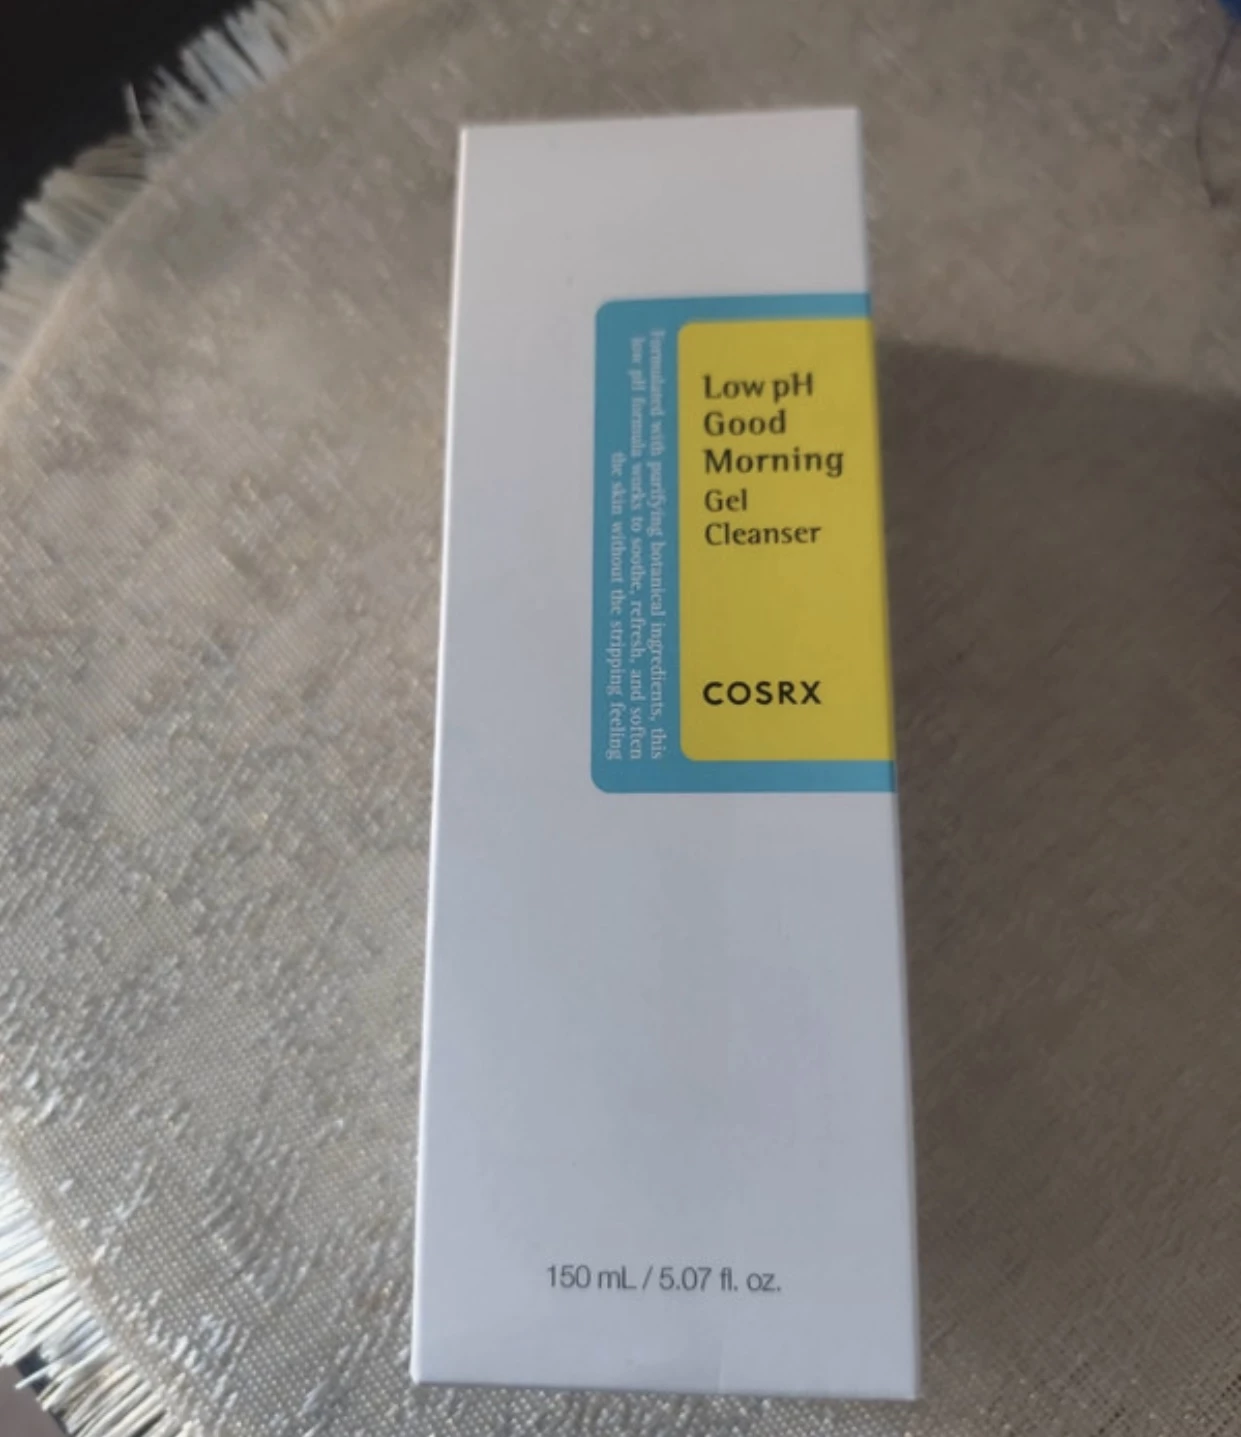 Low pH
Good
Morning
Gel
Cleanser
COSRX
Formulated with purifying botanical ingredients, this
low pH formula works to soothe, refresh, and soften
the skin without the stripping feeling
150 mL / 5.07 fl. oz.